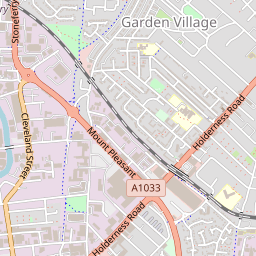 Stoneferry
Garden Village
Cleveland Street
Mount Pleasant
Holderness Road
A1033
Holderness Road